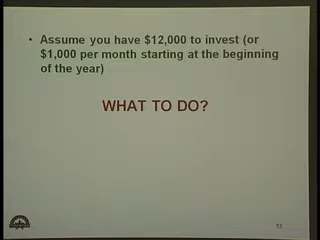 • Assume you have $12,000 to invest (or
$1,000 per month starting at the beginning
of the year)
WHAT TO DO?